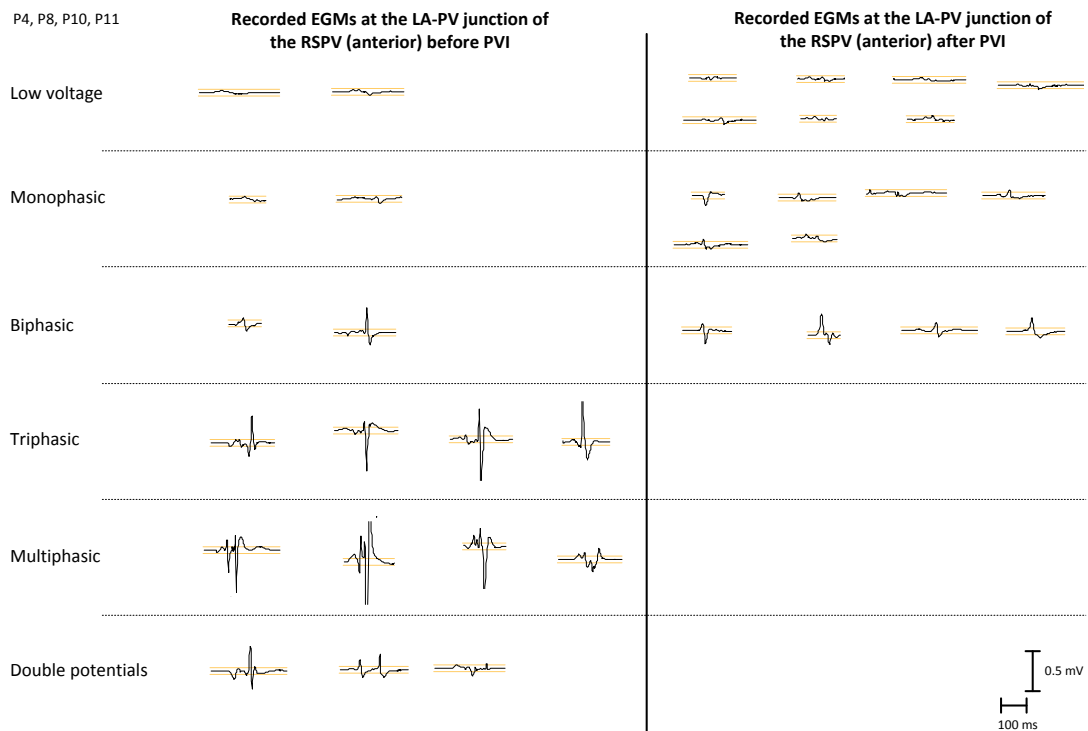 P4, P8, P10, P11
Recorded EGMs at the LA-PV junction of
the RSPV (anterior) before PVI
Recorded EGMs at the LA-PV junction of
the RSPV (anterior) after PVI
Low voltage
Monophasic
Biphasic
Triphasic
Multiphasic
Double potentials
0.5 mV
100 ms